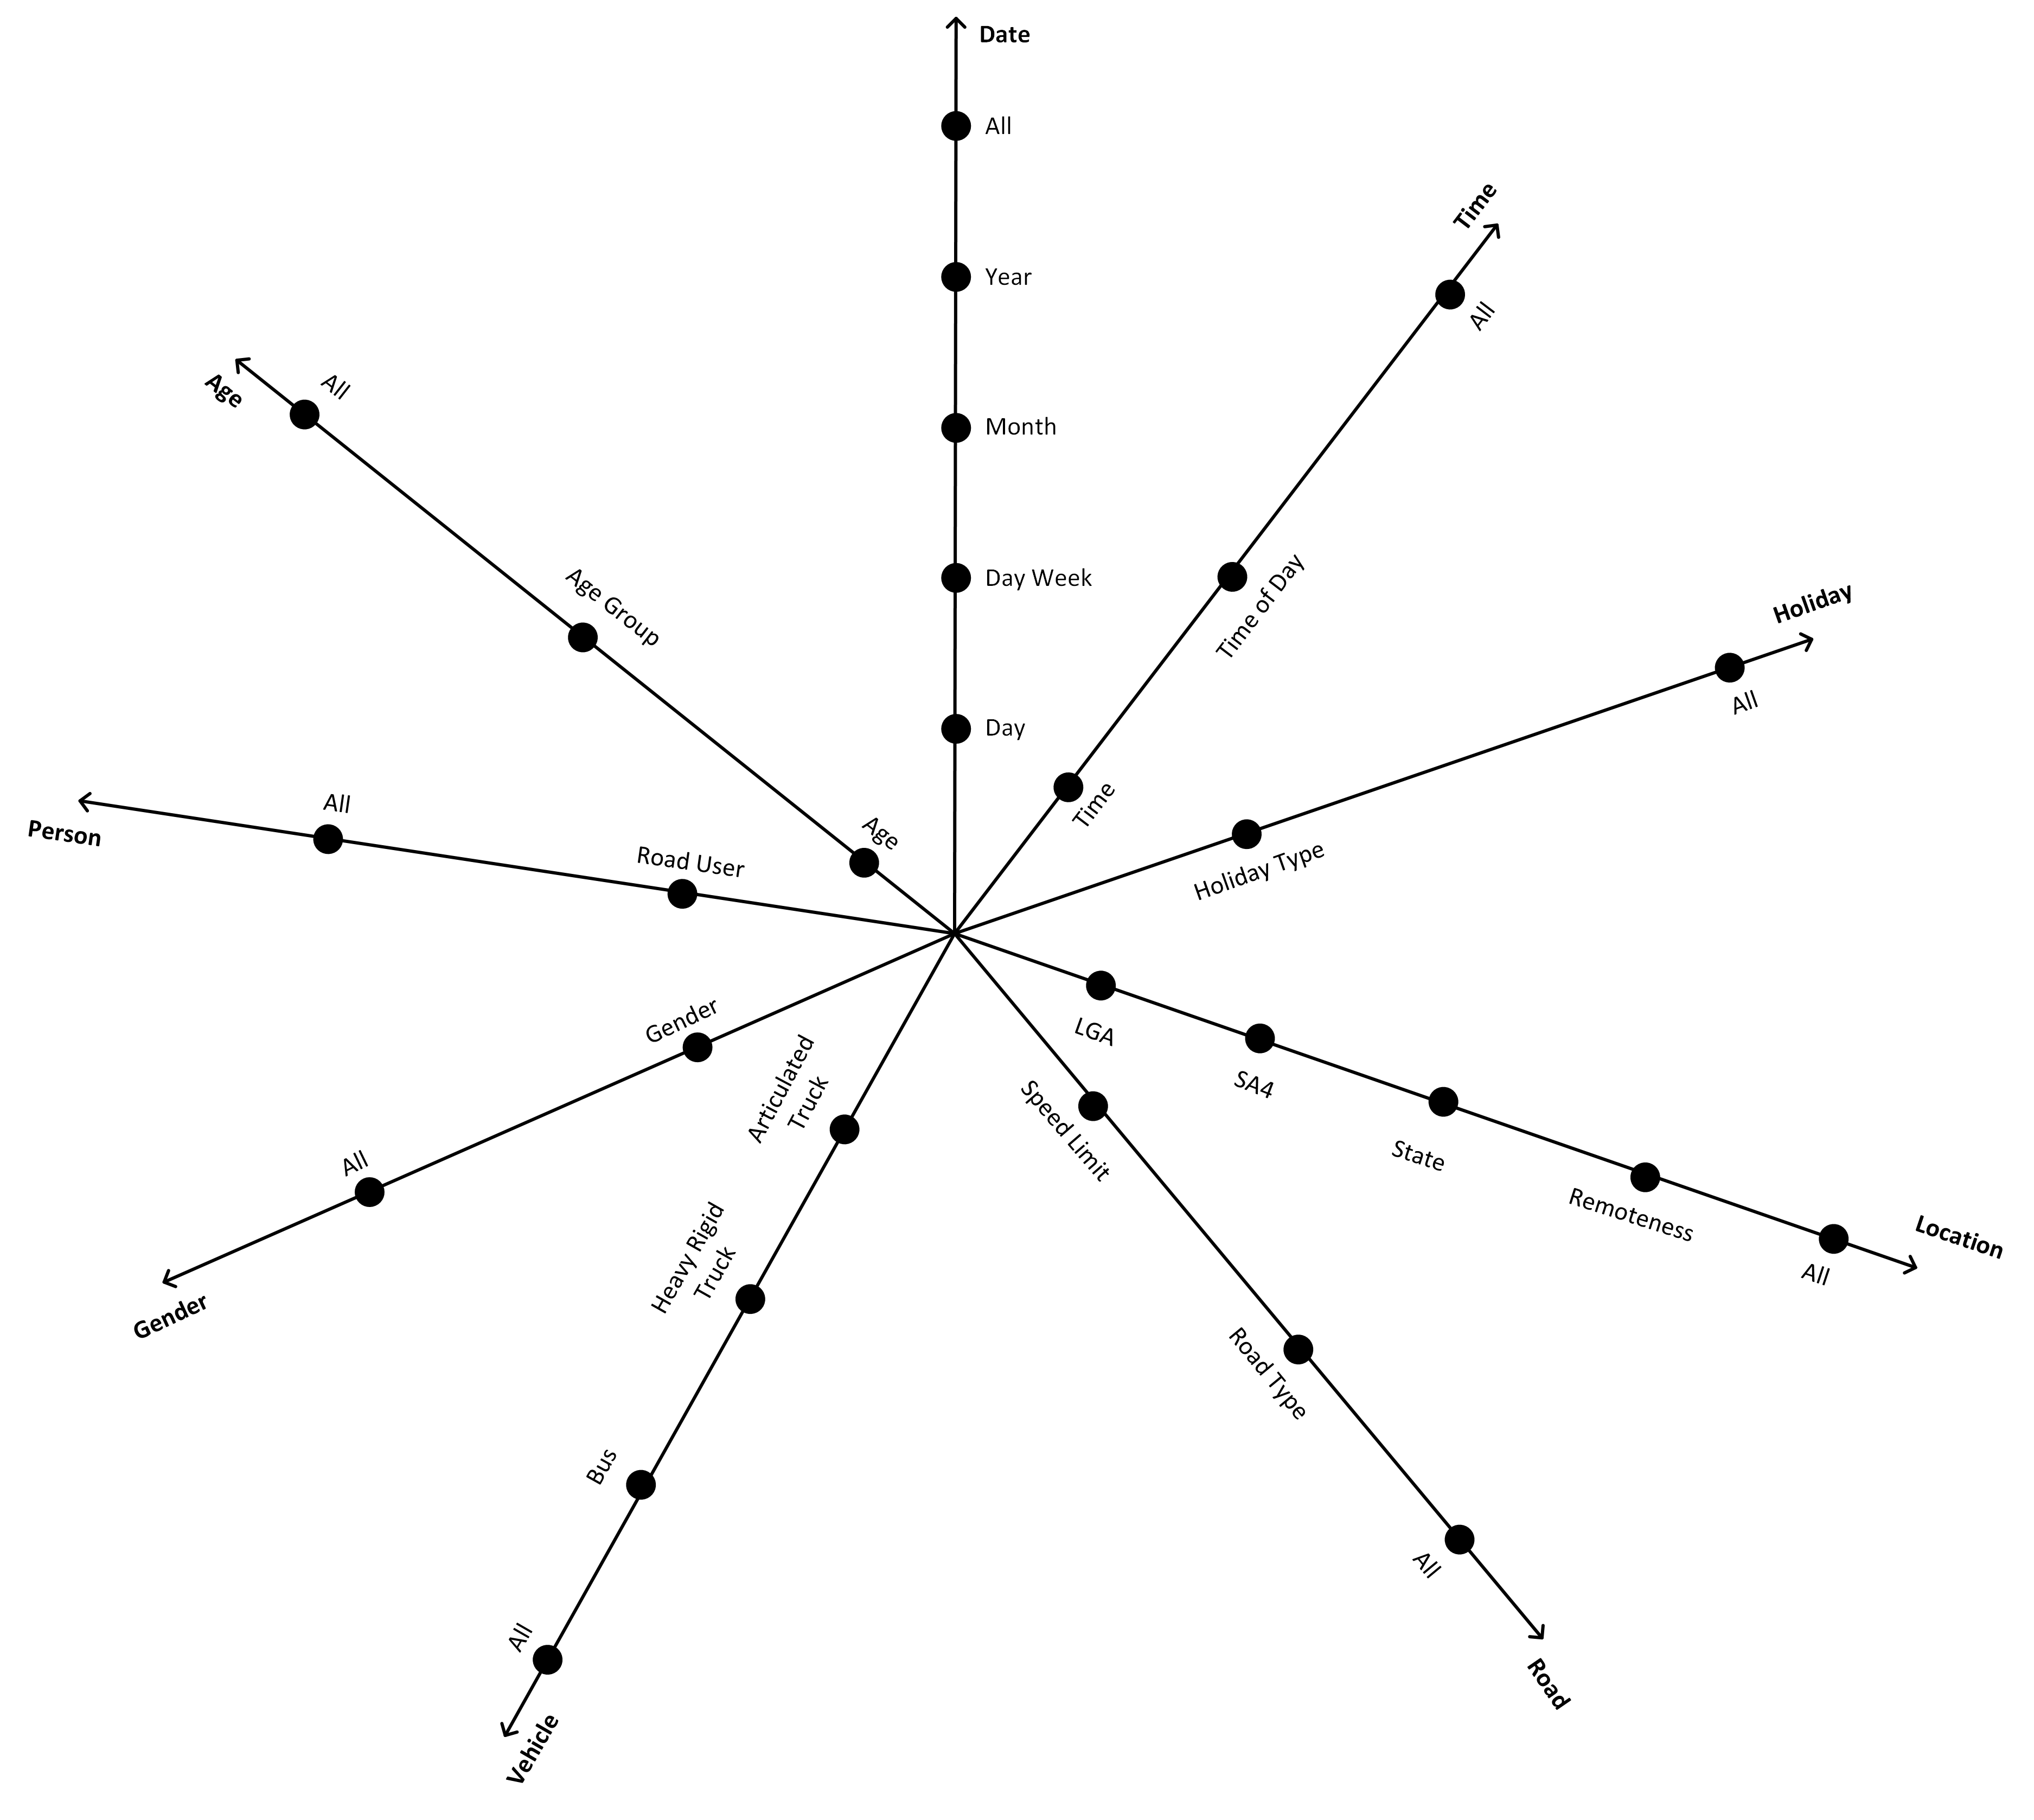 Date
All
Year
Month
Day Week
Day
Time
All
Time of Day
Time
Holiday
All
Holiday Type
LGA
SA4
State
Remoteness
All
Location
Speed Limit
Road Type
All
Road
Articulated
Truck
Heavy Rigid
Truck
Bus
All
Vehicle
Gender
All
Gender
Road User
All
Person
Age
Age Group
All
Age